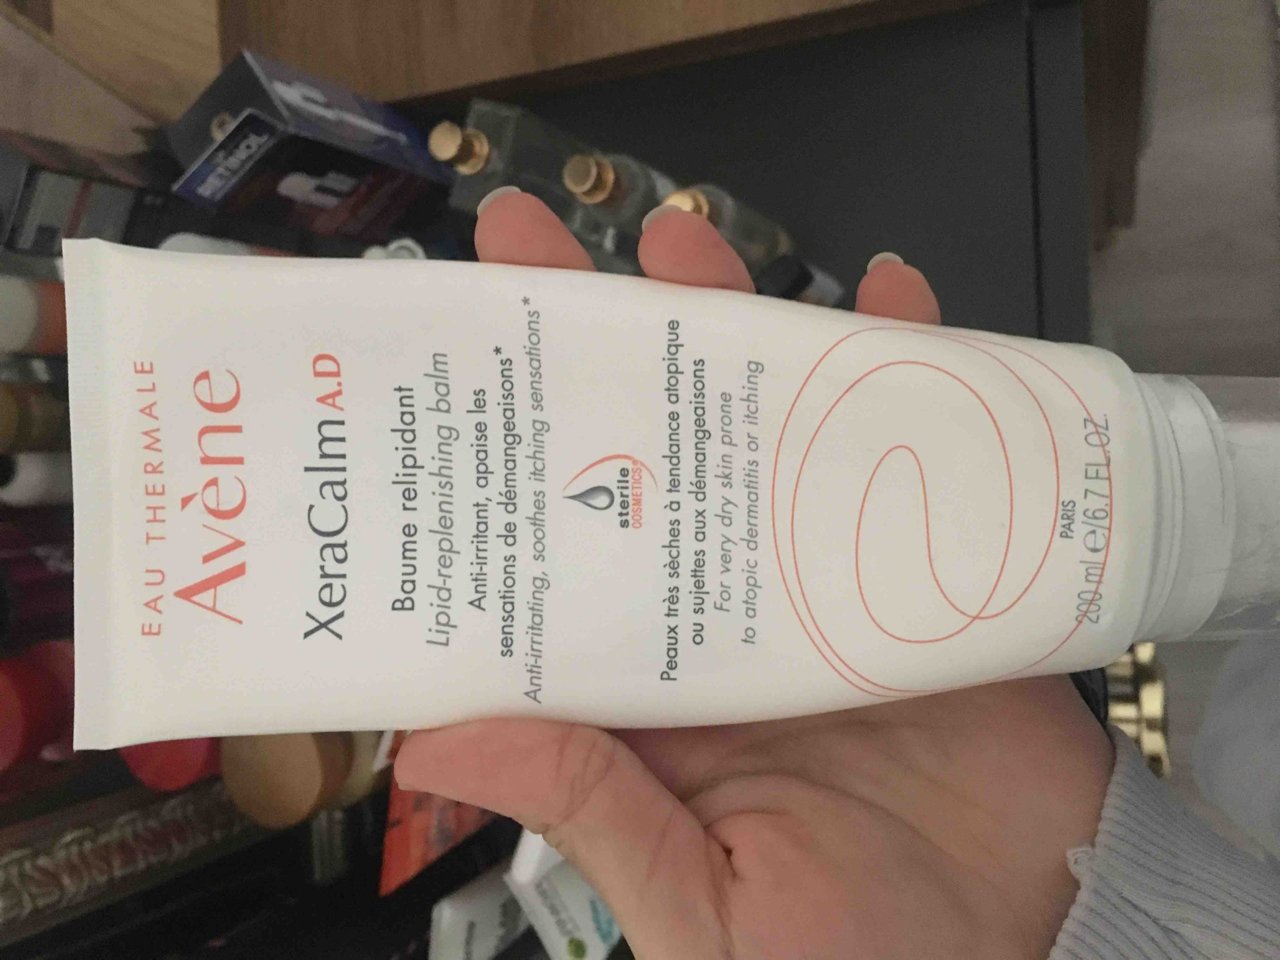 EAU THERMALE
Avène
XeraCalm A.D
Baume relipidant
Lipid-replenishing balm
Anti-irritant, apaise les
sensations de démangeaisons*
Anti-irritating, soothes itching sensations*
sterile
COSMETICS
Peaux très sèches à tendance atopique
ou sujettes aux démangeaisons
For very dry skin prone
to atopic dermatitis or itching
PARIS
200 ml e/6.7 FL.OZ.
RETINOL